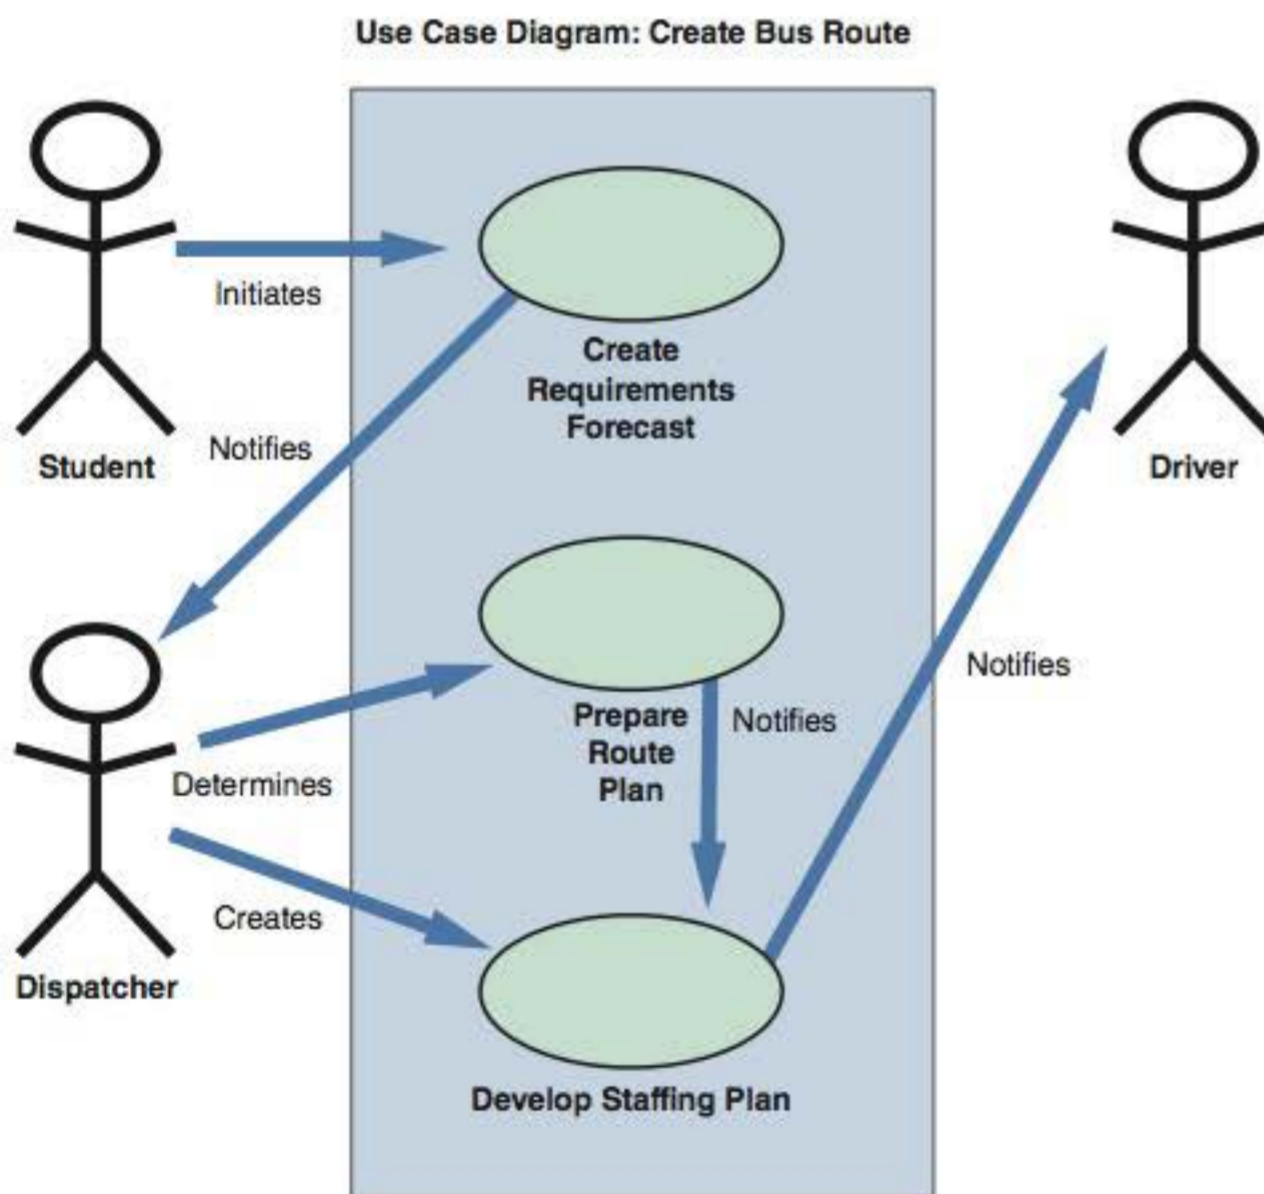 Use Case Diagram: Create Bus Route
Initiates
Create
Requirements
Forecast
Notifies
Student
Driver
Notifies
Prepare
Route
Plan
Notifies
Determines
Creates
Dispatcher
Develop Staffing Plan